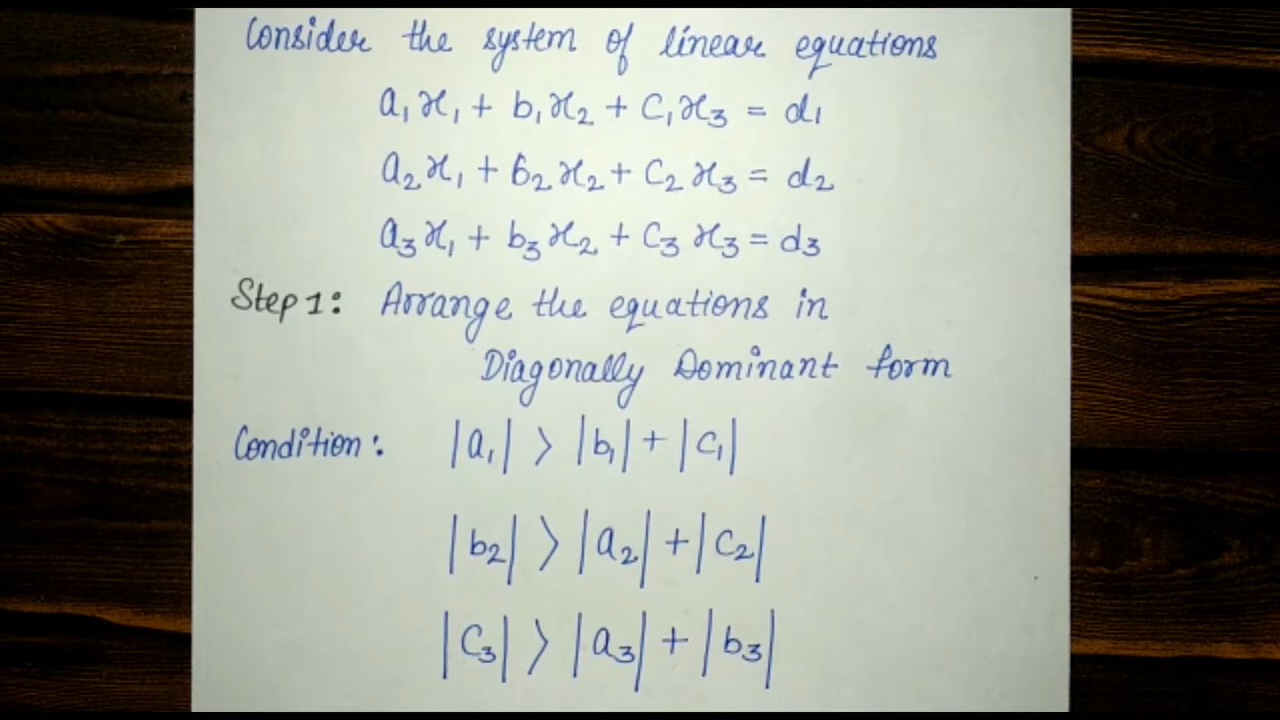 Consider the system of linear equations
a₁x₁ + b₁x₂ + c₁x₃ = d₁
a₂x₁ + b₂x₂ + c₂x₃ = d₂
a₃x₁ + b₃x₂ + c₃x₃ = d₃
Step 1: Arrange the equations in
Diagonally Dominant form
Condition: |a₁| > |b₁| + |c₁|
|b₂| > |a₂| + |c₂|
|c₃| > |a₃| + |b₃|